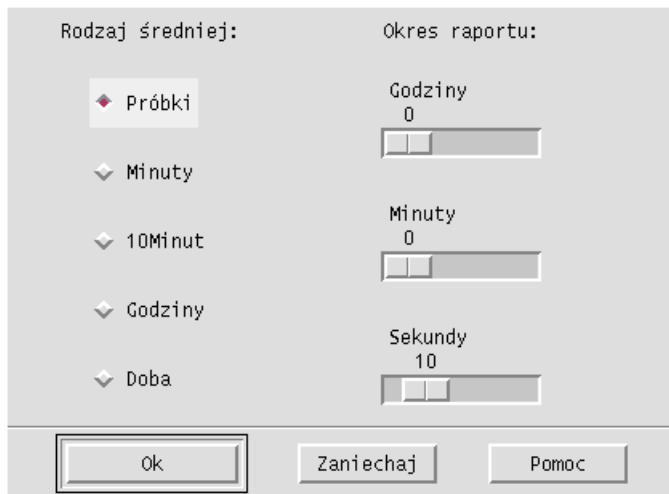 Rodzaj średniej:
Próbki
Minuty
10Minut
Godziny
Doba
Okres raportu:
Godziny
0
Minuty
0
Sekundy
10
Ok
Zaniechaj
Pomoc